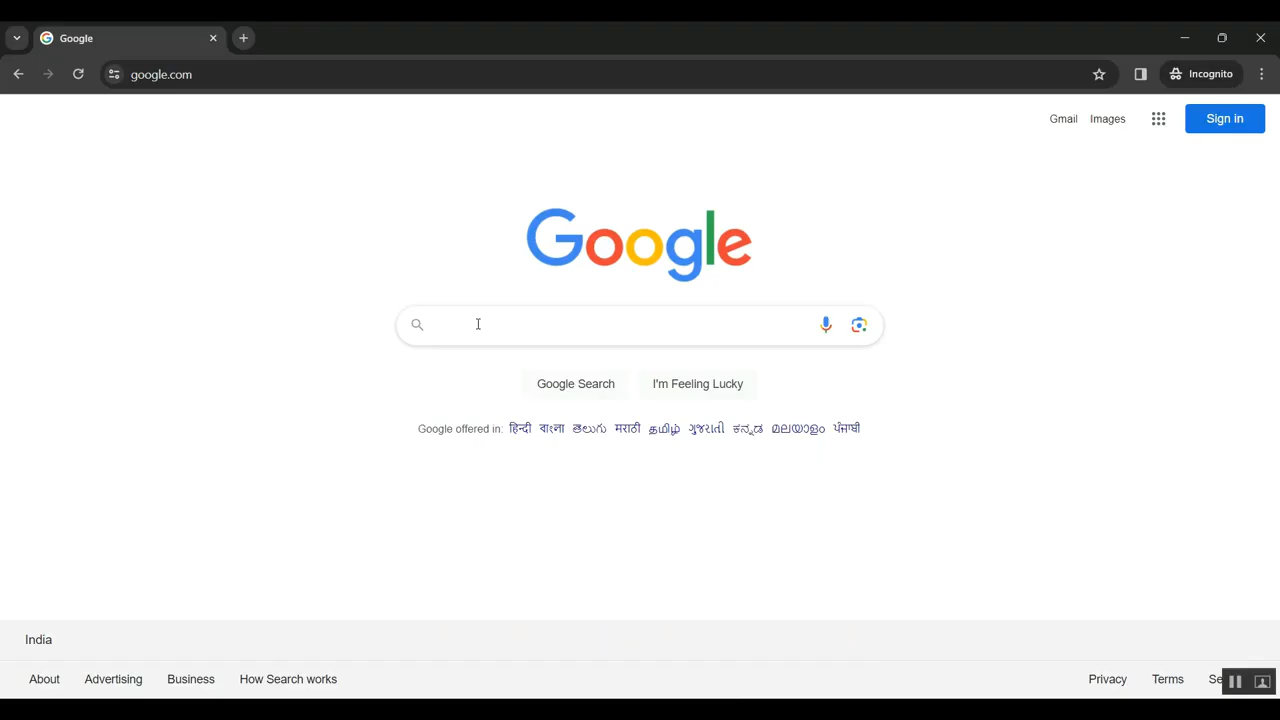 Google
google.com
Incognito
Gmail Images
Sign in
Google
Google Search I'm Feeling Lucky
Google offered in: हिन्दी বাংলা తెలుగు मराठी தமிழ் ગુજરાતી ಕನ್ನಡ മലയാളം ਪੰਜਾਬੀ
India
About Advertising Business How Search works Privacy Terms Se